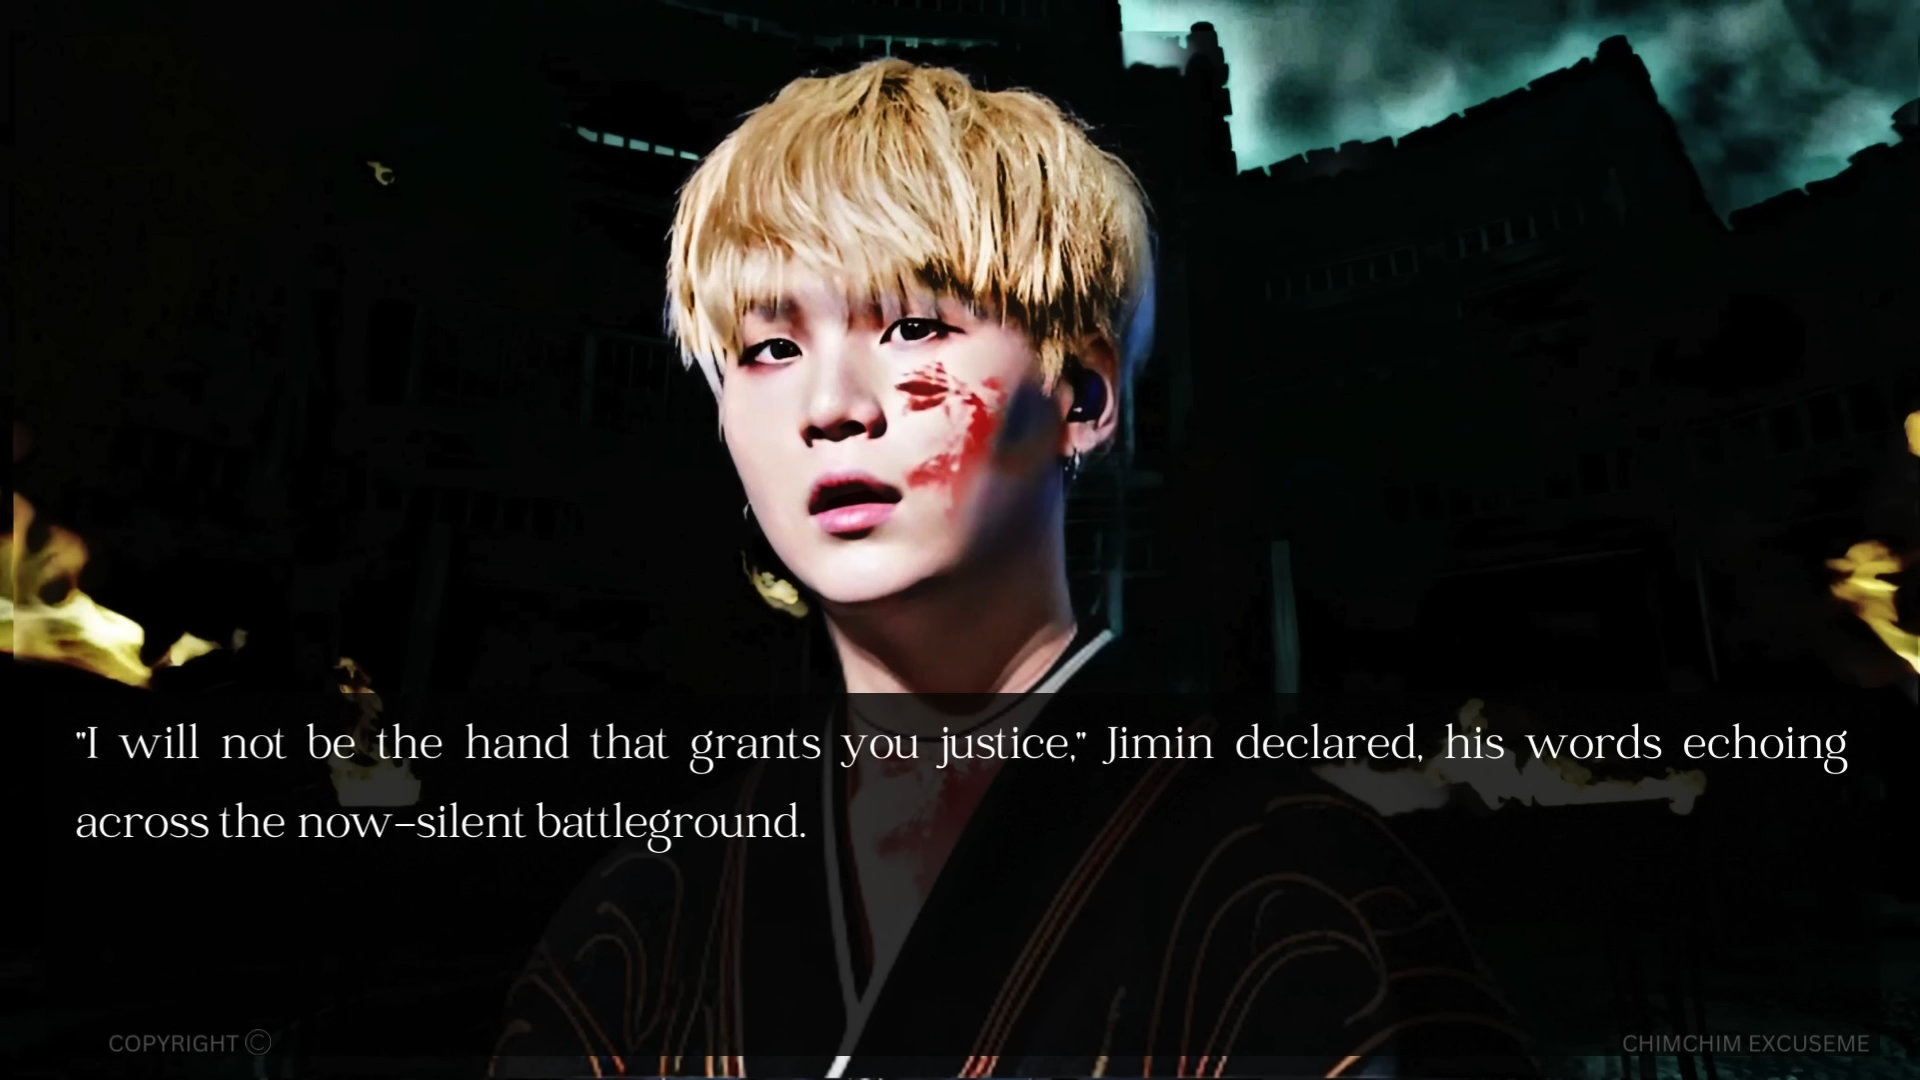 "I will not be the hand that grants you justice," Jimin declared, his words echoing
across the now–silent battleground.
COPYRIGHT ©
CHIMCHIM EXCUSEME